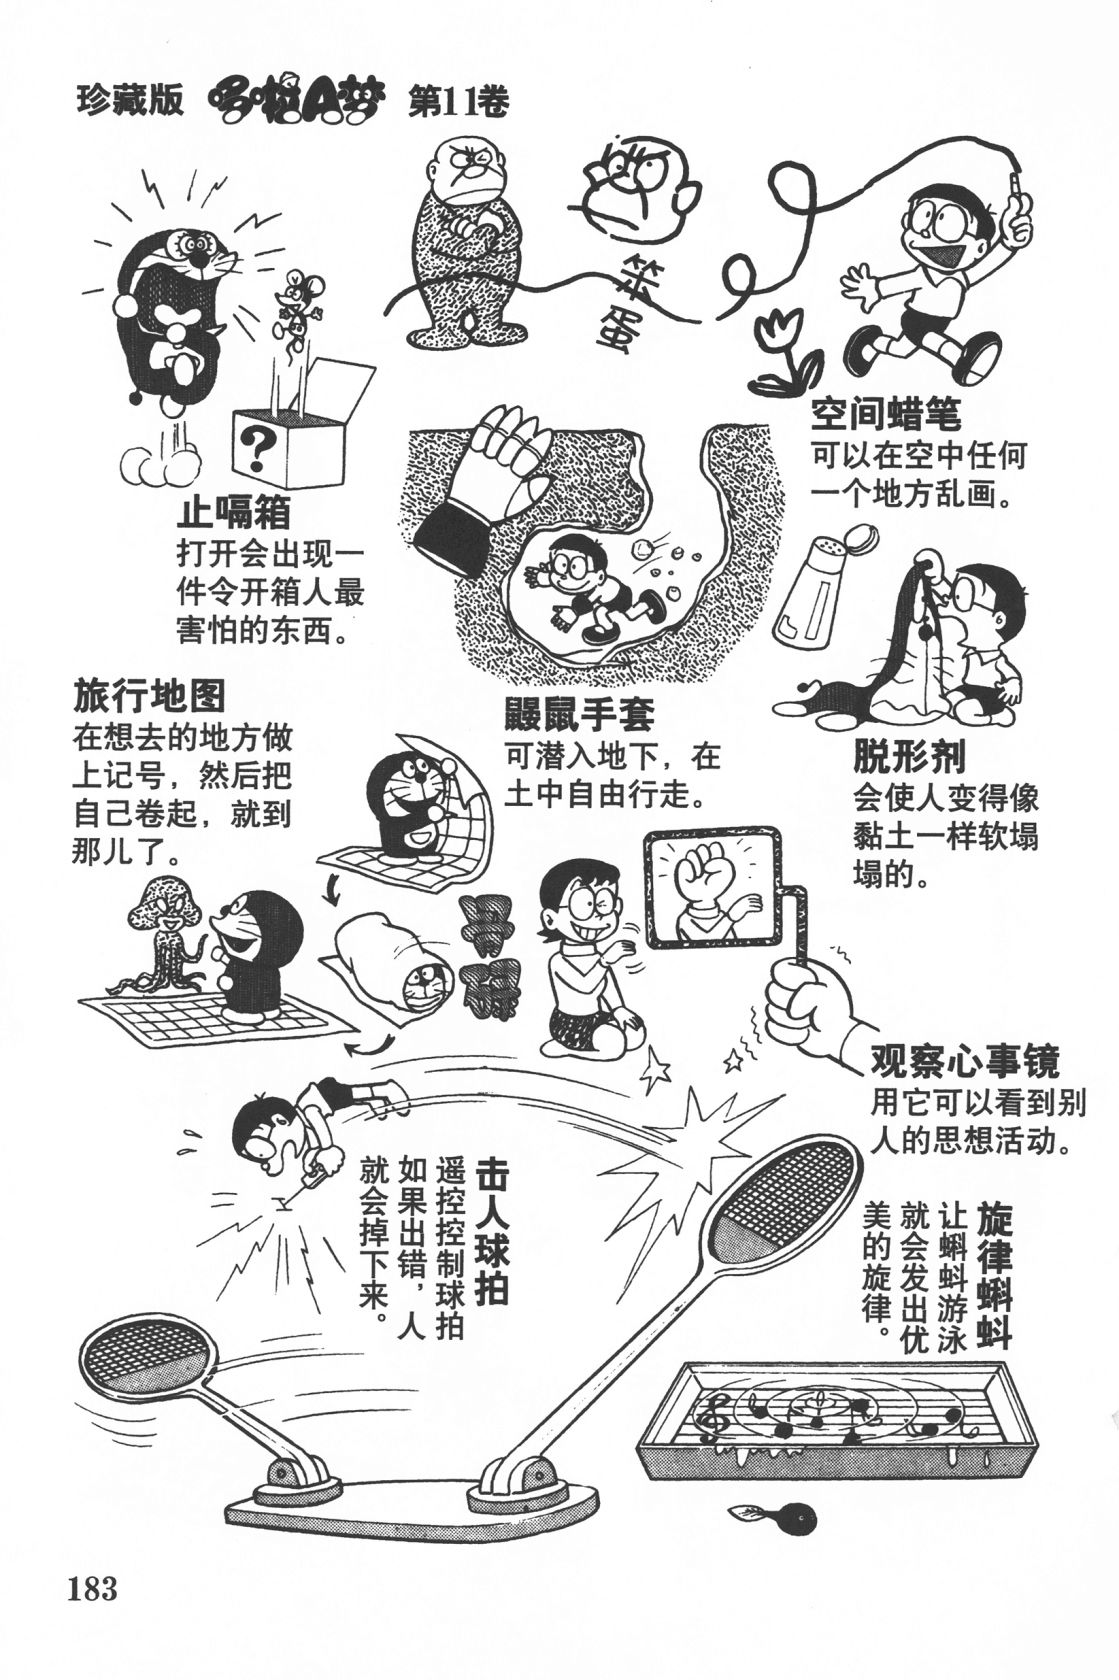 珍藏版 哆啦A梦 第11卷
笨蛋
空间蜡笔
可以在空中任何
一个地方乱画。
?
止嗝箱
打开会出现一
件令开箱人最
害怕的东西。
鼹鼠手套
可潜入地下，在
土中自由行走。
脱形剂
会使人变得像
黏土一样软塌
塌的。
旅行地图
在想去的地方做
上记号，然后把
自己卷起，就到
那儿了。
观察心事镜
用它可以看到别
人的思想活动。
击人球拍
遥控控制球拍
如果出错，人
就会掉下来。
旋律蝌蚪
让蝌蚪游泳
就会发出优
美的旋律。
183